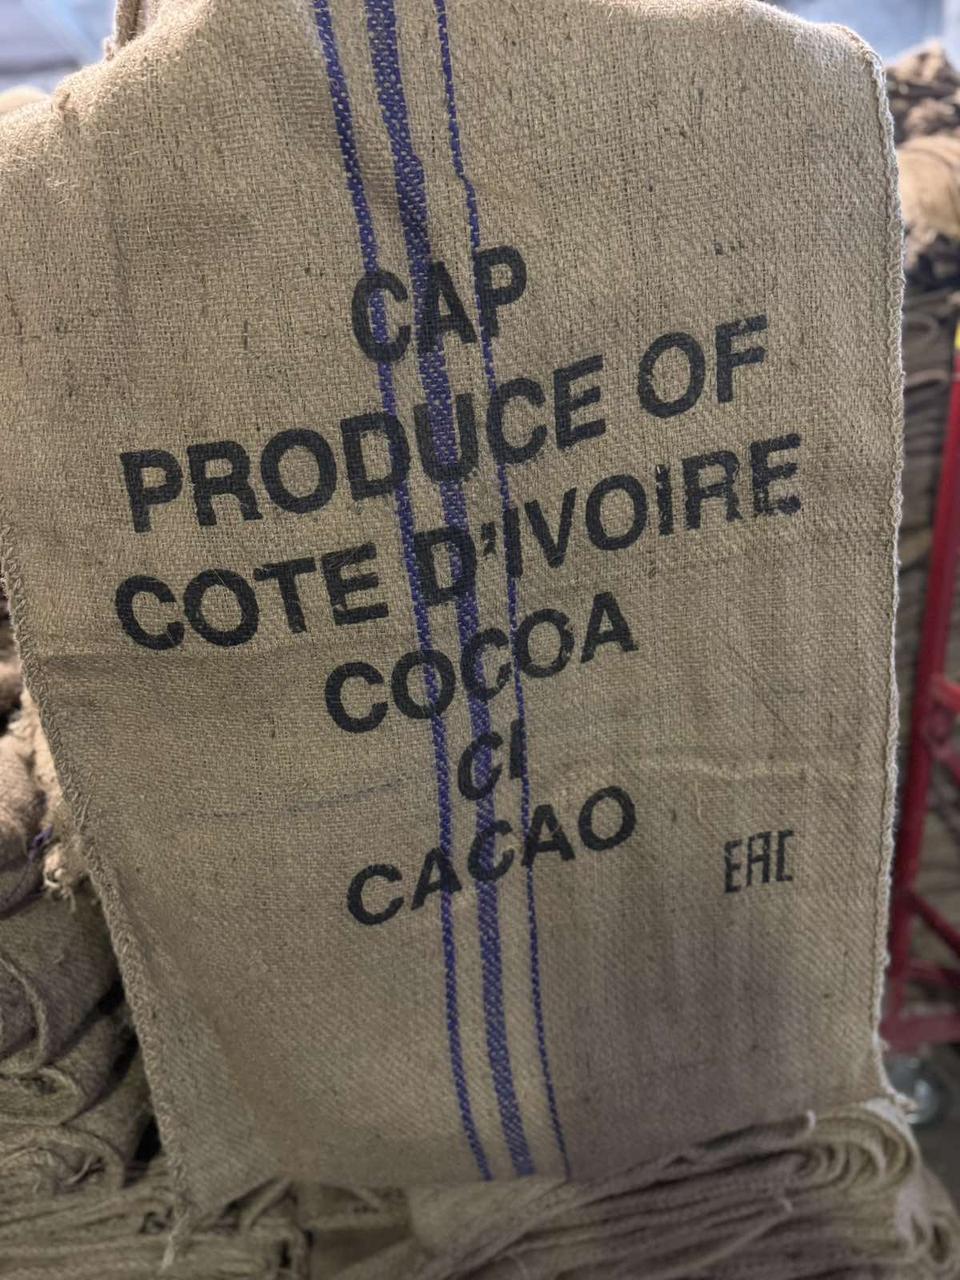 CAP
PRODUCE OF
COTE D'IVOIRE
COCOA
CI
CACAO
EAC